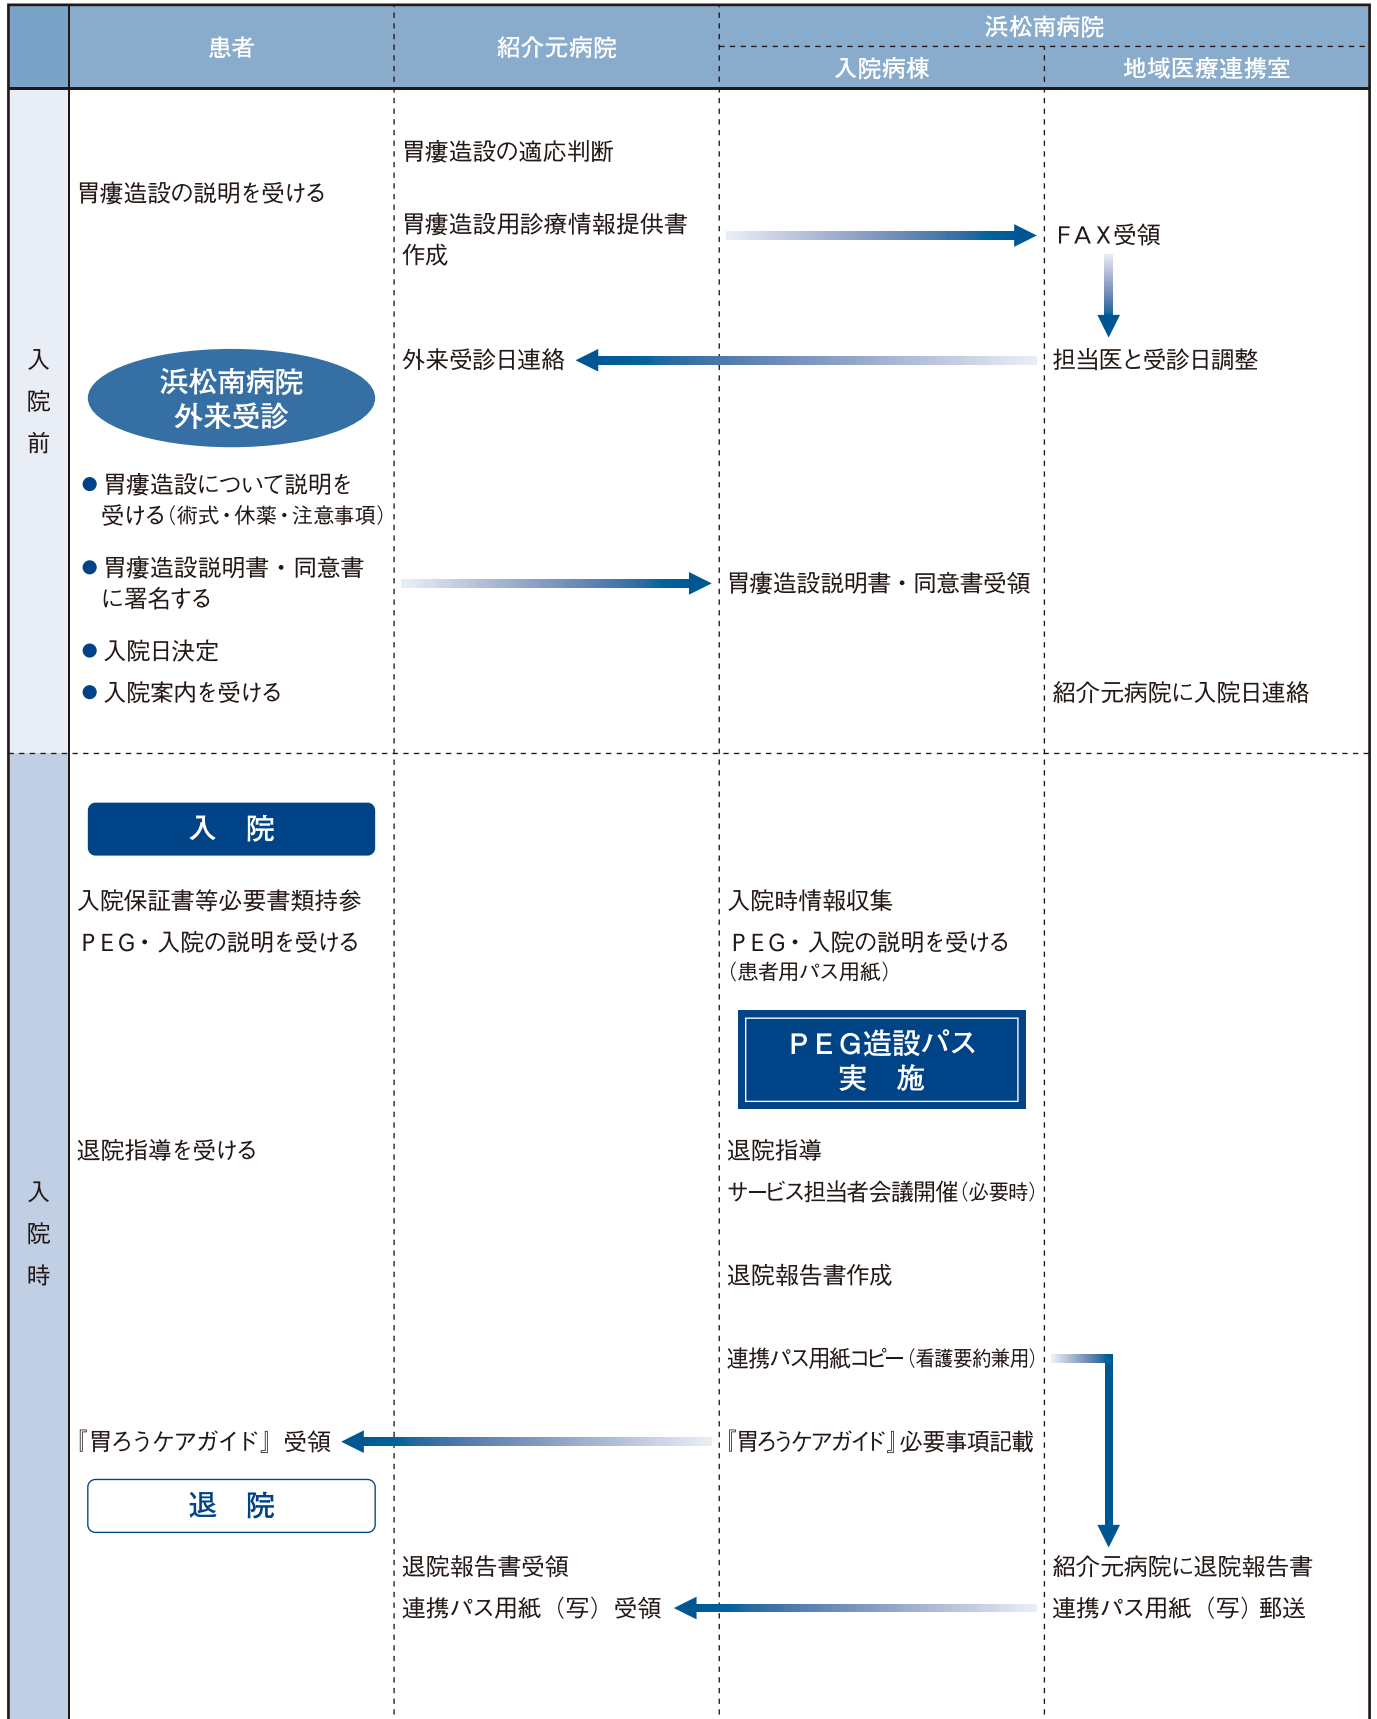 患者
紹介元病院
浜松南病院
入院病棟
地域医療連携室
入院前
胃瘻造設の適応判断
胃瘻造設の説明を受ける
胃瘻造設用診療情報提供書
作成
FAX受領
外来受診日連絡
担当医と受診日調整
浜松南病院
外来受診
● 胃瘻造設について説明を
受ける（術式・休薬・注意事項）
● 胃瘻造設説明書・同意書
に署名する
胃瘻造設説明書・同意書受領
● 入院日決定
● 入院案内を受ける
紹介元病院に入院日連絡
入院時
入　院
入院保証書等必要書類持参
入院時情報収集
PEG・入院の説明を受ける
PEG・入院の説明を受ける
（患者用パス用紙）
PEG造設パス
実　施
退院指導を受ける
退院指導
サービス担当者会議開催（必要時）
退院報告書作成
連携パス用紙コピー（看護要約兼用）
『胃ろうケアガイド』受領
『胃ろうケアガイド』必要事項記載
退　院
退院報告書受領
紹介元病院に退院報告書
連携パス用紙（写）受領
連携パス用紙（写）郵送